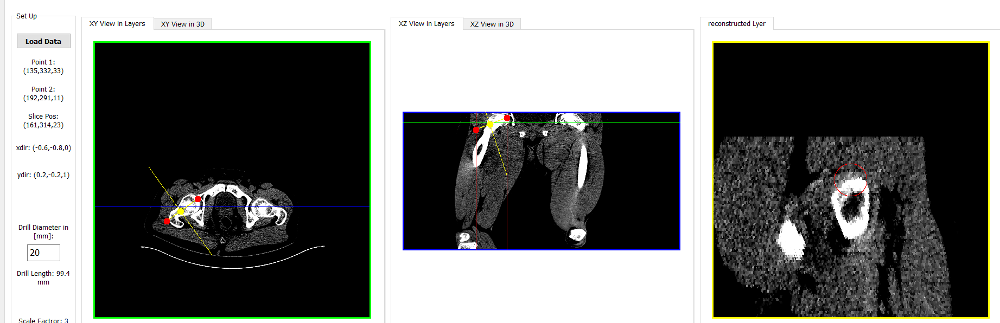 Set Up
Load Data
Point 1:
(135,332,33)
Point 2:
(192,291,11)
Slice Pos:
(161,314,23)
xdir: (-0.6,-0.8,0)
ydir: (0.2,-0.2,1)
Drill Diameter in
[mm]:
20
Drill Length: 99.4
mm
Scale Factror: 3
XY View in Layers
XY View in 3D
XZ View in Layers
XZ View in 3D
reconstructed Lyer